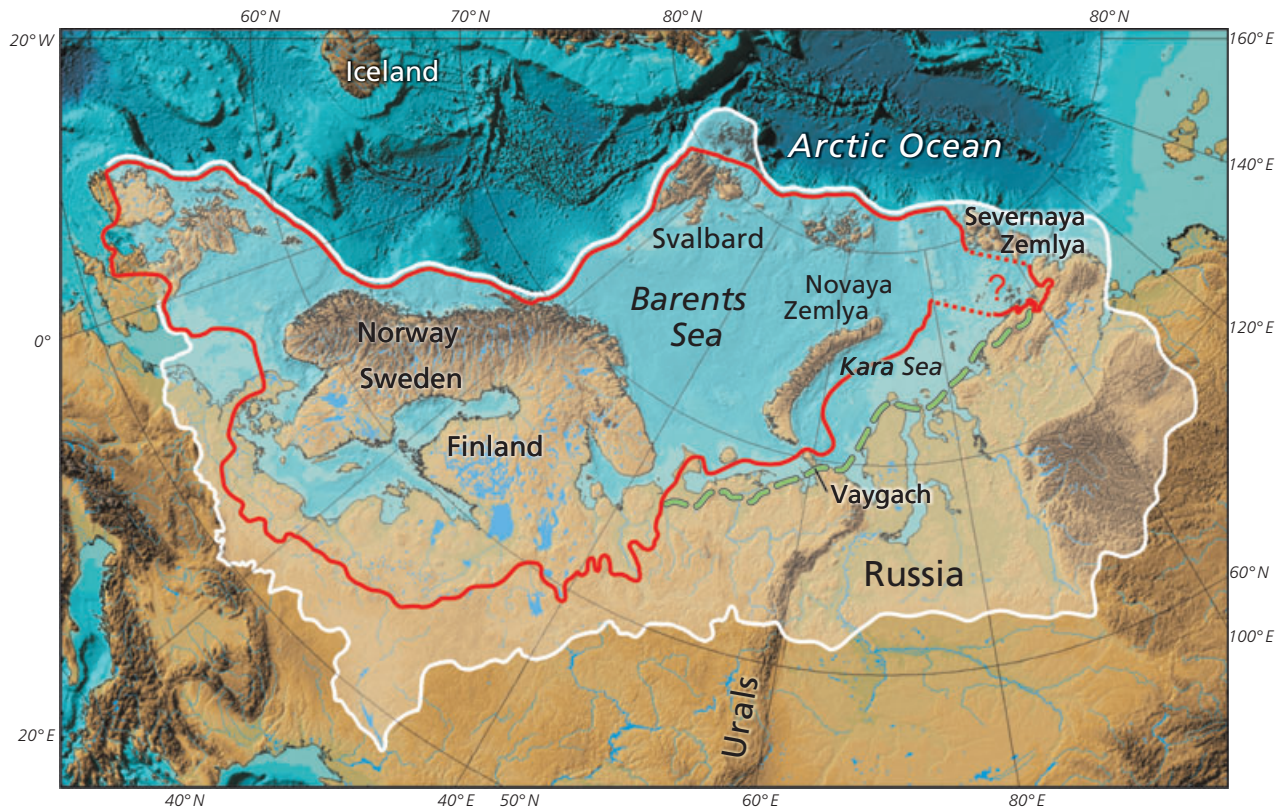 60°N
70°N
80°N
80°N
20°W
160°E
Iceland
Arctic Ocean
140°E
Severnaya
Zemlya
Svalbard
Barents
Sea
Novaya
Zemlya
?
0°
120°E
Norway
Sweden
Kara Sea
Finland
Vaygach
Russia
60°N
100°E
Urals
20°E
40°N
40°E
50°N
60°E
80°E